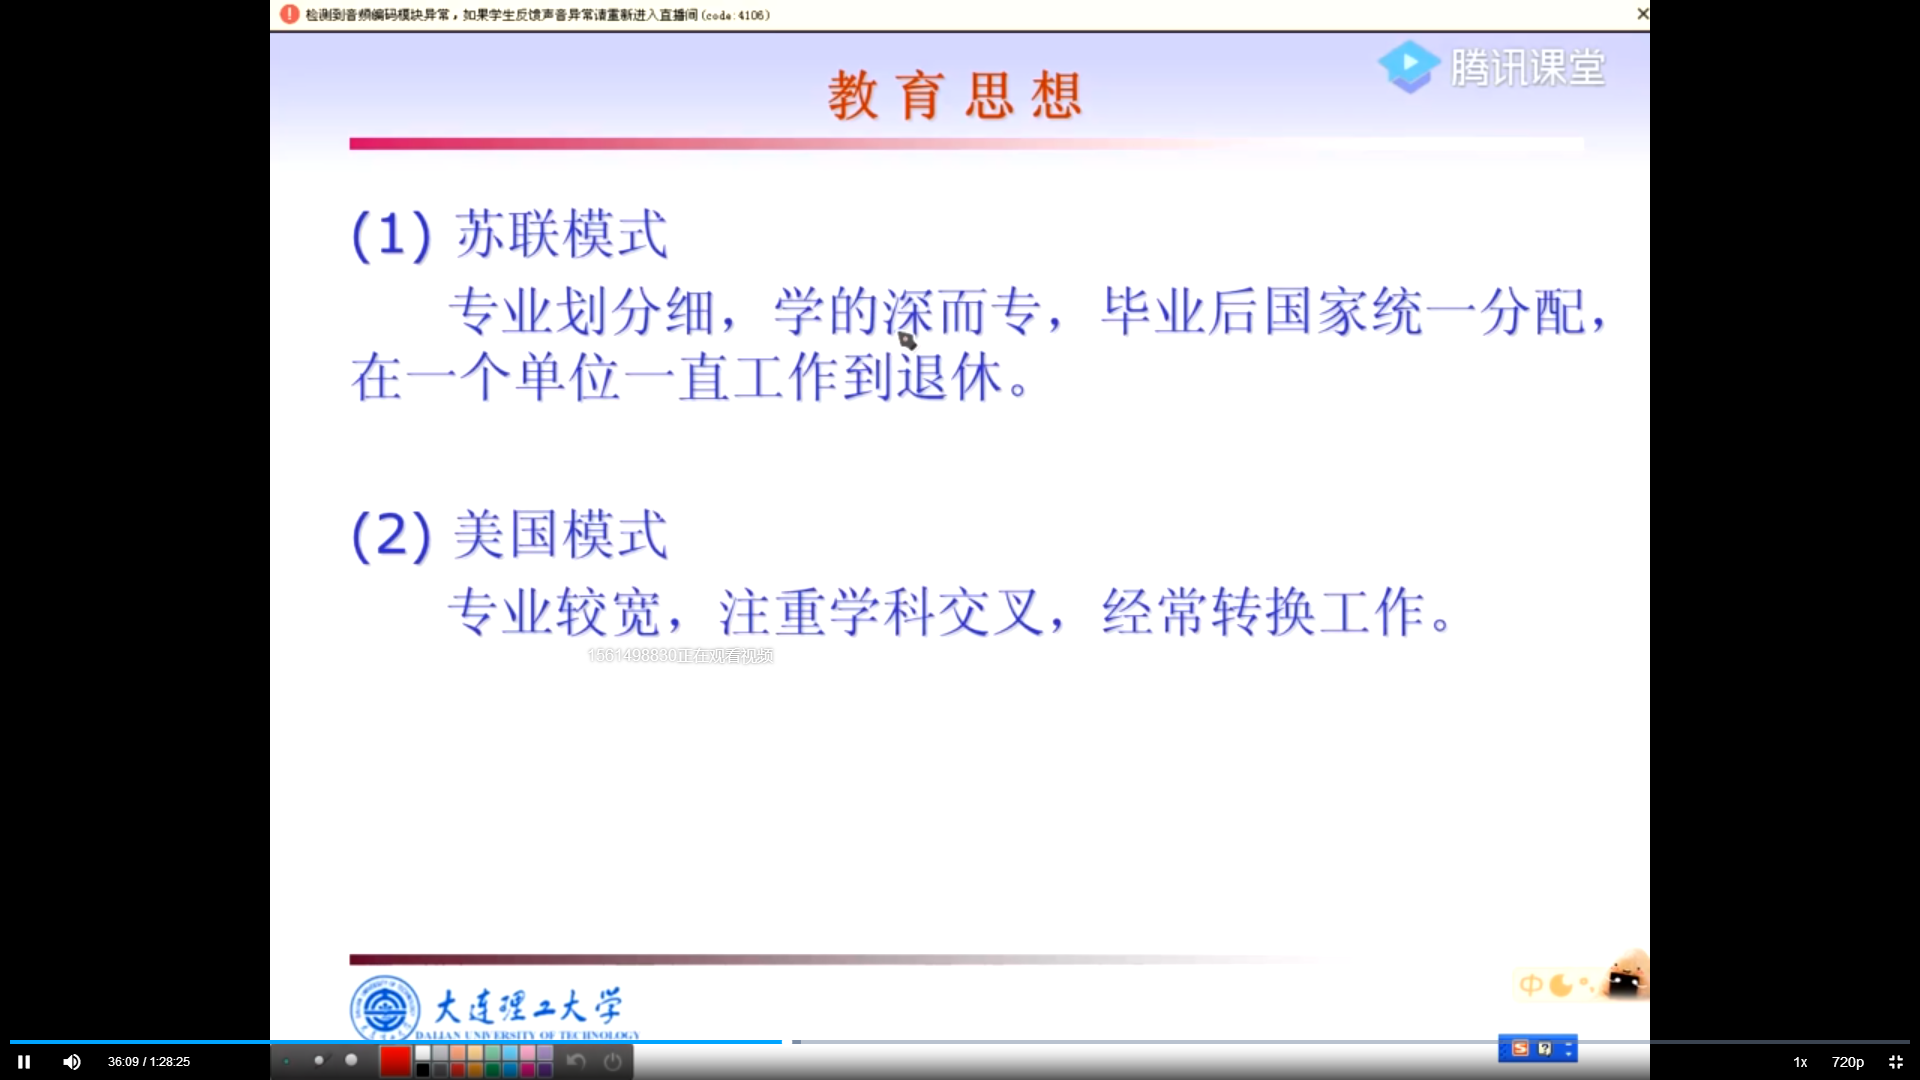 检测到音频编码模块异常，如果学生反馈声音异常请重新进入直播间(code:4106)
腾讯课堂
教育思想
(1) 苏联模式
专业划分细，学的深而专，毕业后国家统一分配，
在一个单位一直工作到退休。
(2) 美国模式
专业较宽，注重学科交叉，经常转换工作。
1561498830正在观看视频
中
大连理工大学
DALIAN UNIVERSITY OF TECHNOLOGY
36:09 / 1:28:25
1x
720p